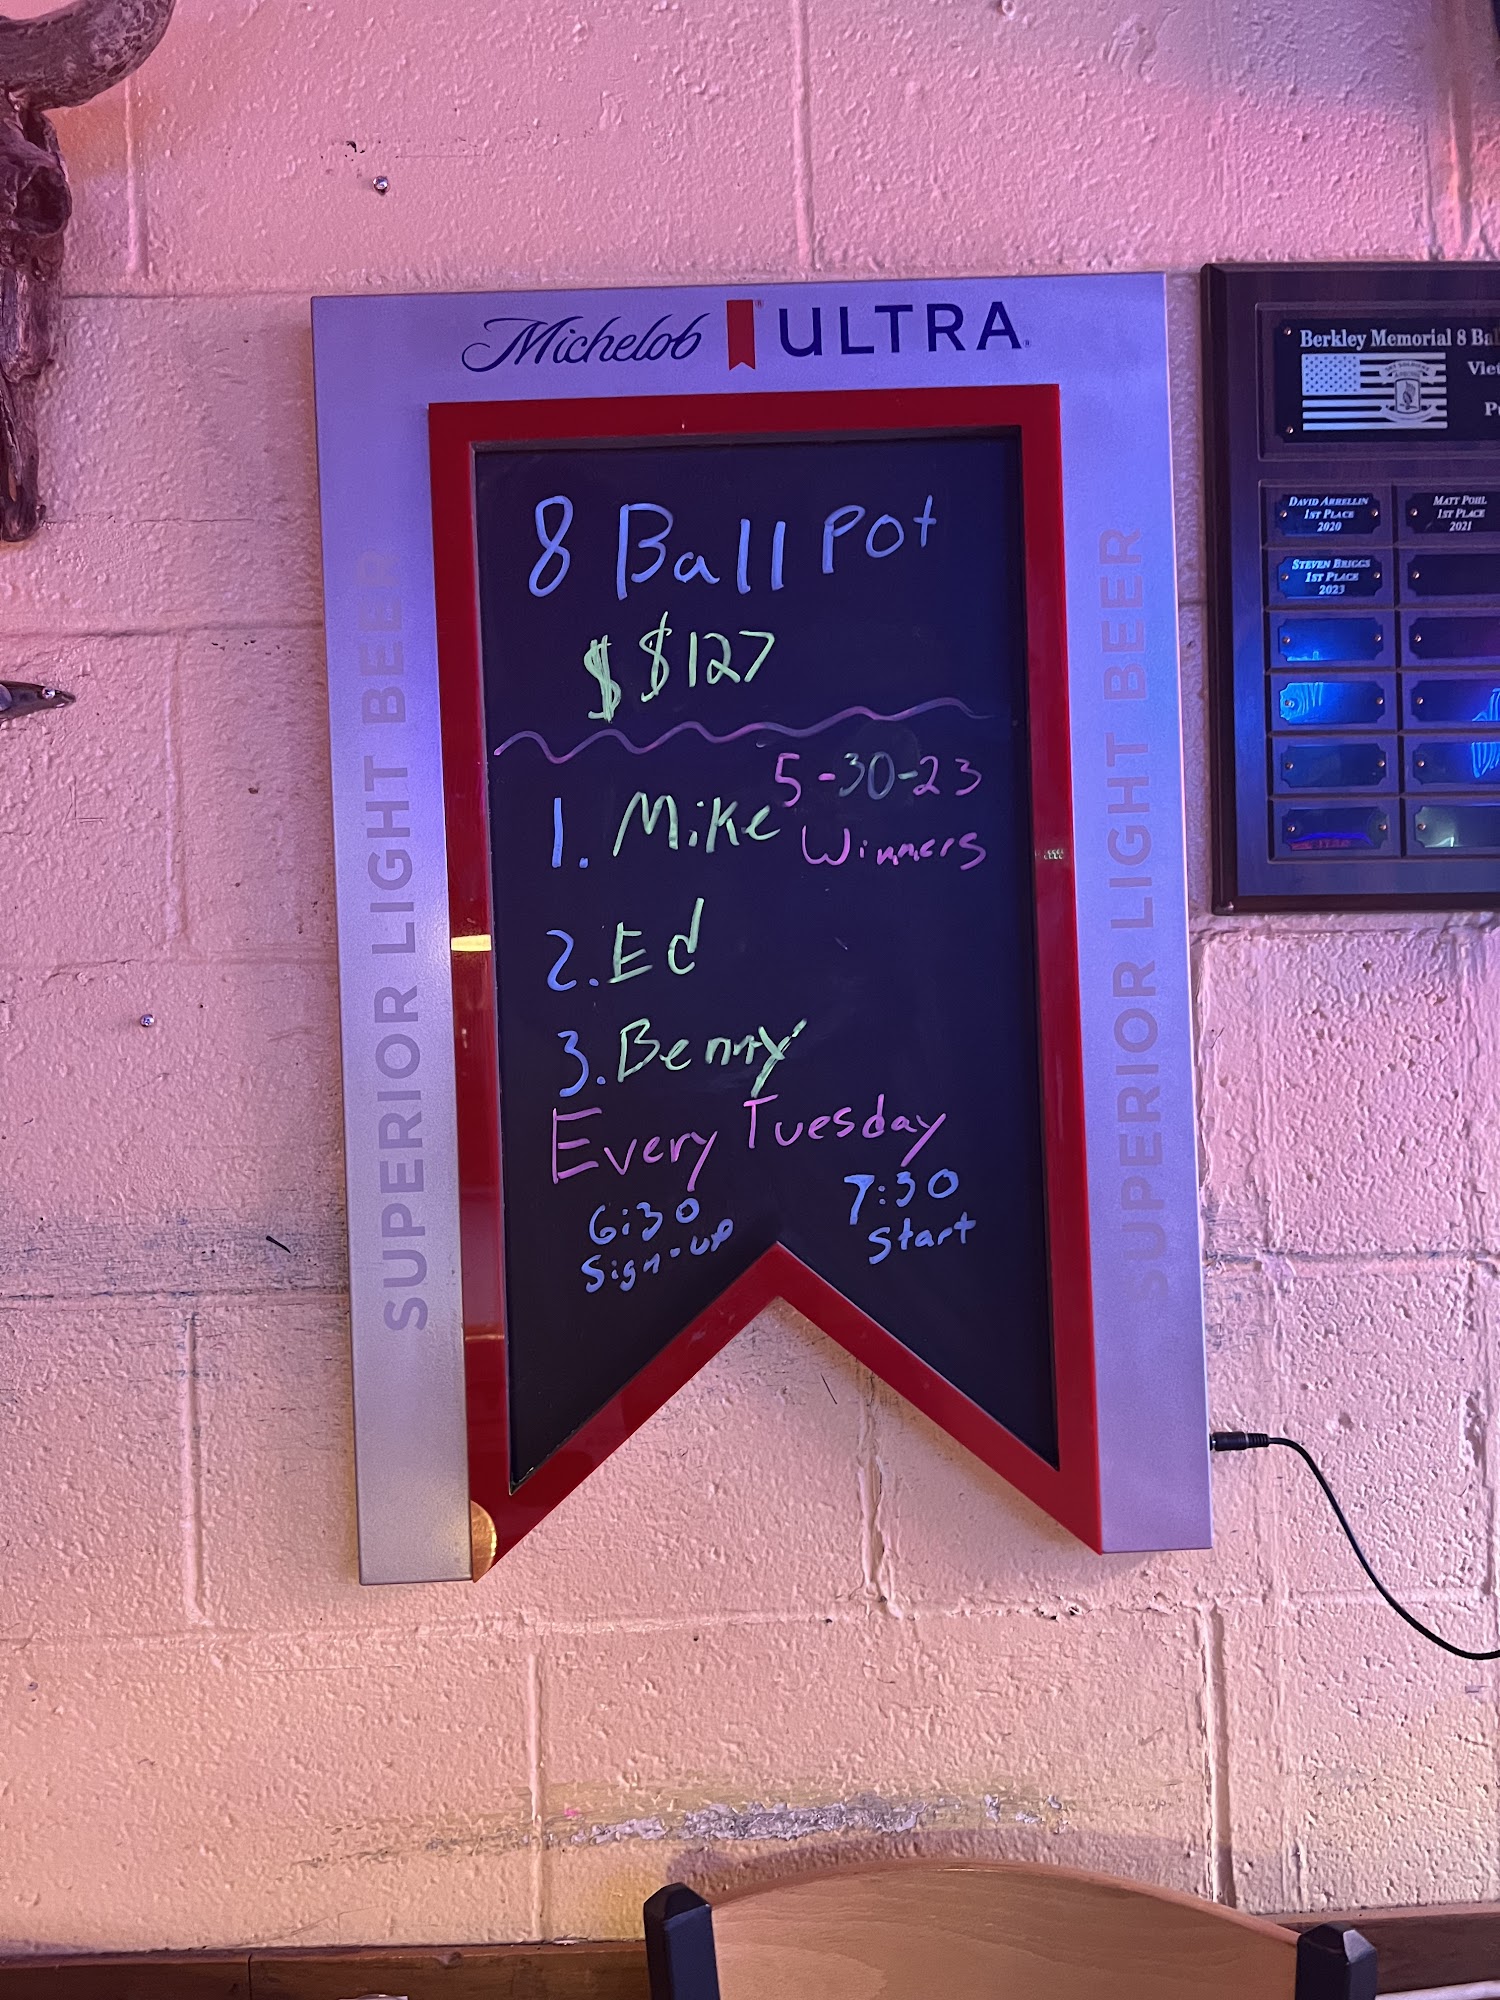 Michelob ULTRA
SUPERIOR LIGHT BEER
8 Ball Pot
$ $127
5-30-23
Winners
1. Mike
2. Ed
3. Benny
Every Tuesday
6:30
Sign-up
7:30
Start
SUPERIOR LIGHT BEER
Berkley Memorial 8 Bal
Viet
DAVID ARRELLIN
1ST PLACE
2020
MATT POHL
1ST PLACE
2021
STEVEN BRIGGS
1ST PLACE
2023